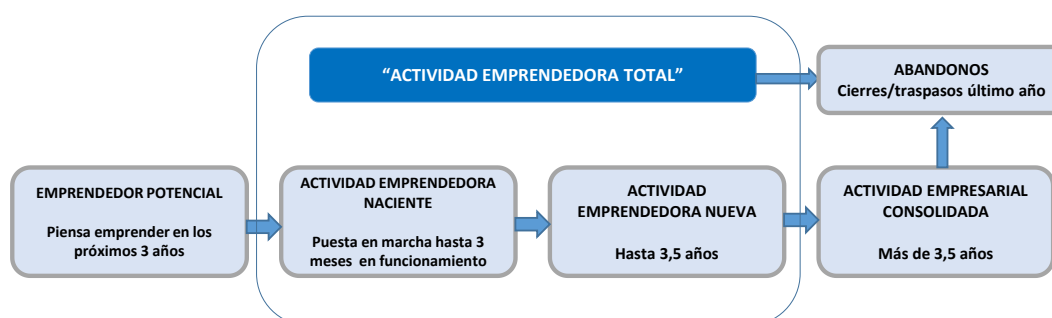 “ACTIVIDAD EMPRENDEDORA TOTAL”
ABANDONOS
Cierres/traspasos último año
EMPRENDEDOR POTENCIAL
Piensa emprender en los
próximos 3 años
ACTIVIDAD EMPRENDEDORA
NACIENTE
Puesta en marcha hasta 3
meses en funcionamiento
ACTIVIDAD
EMPRENDEDORA NUEVA
Hasta 3,5 años
ACTIVIDAD EMPRESARIAL
CONSOLIDADA
Más de 3,5 años